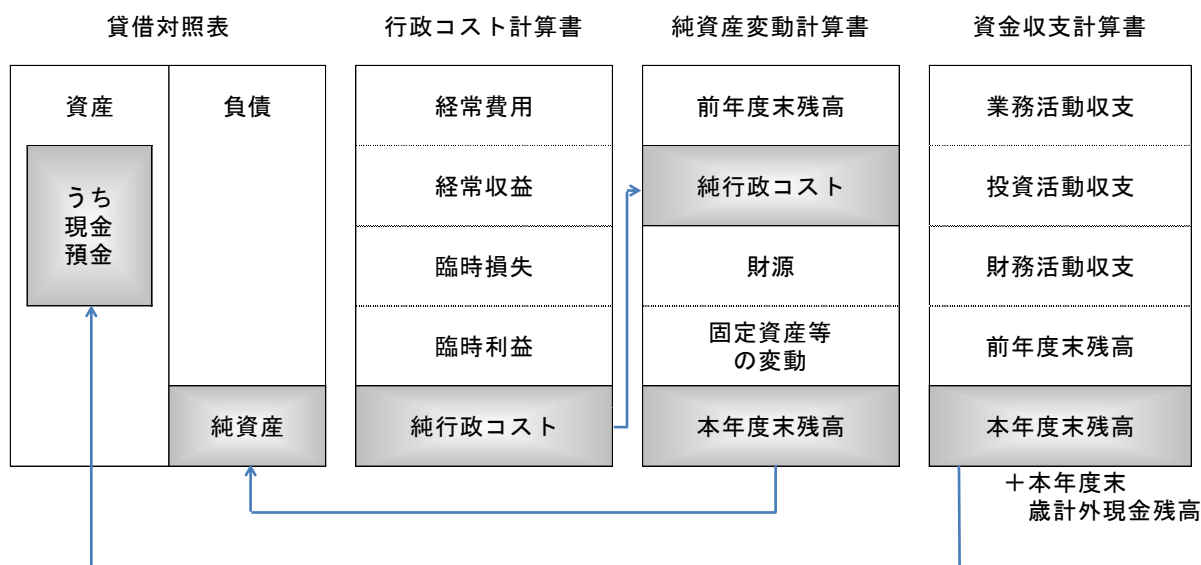 貸借対照表
資産
うち
現金
預金
負債
純資産
行政コスト計算書
経常費用
経常収益
臨時損失
臨時利益
純行政コスト
純資産変動計算書
前年度末残高
純行政コスト
財源
固定資産等
の変動
本年度末残高
資金収支計算書
業務活動収支
投資活動収支
財務活動収支
前年度末残高
本年度末残高
＋本年度末
歳計外現金残高